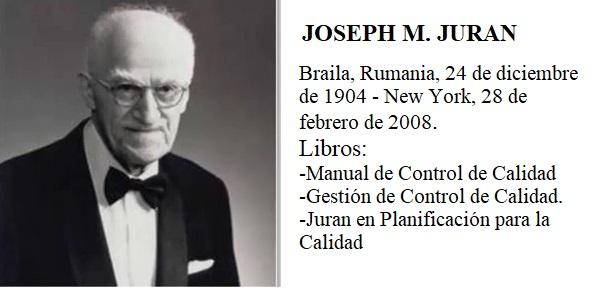 JOSEPH M. JURAN
Braila, Rumania, 24 de diciembre
de 1904 - New York, 28 de
febrero de 2008.
Libros:
-Manual de Control de Calidad
-Gestión de Control de Calidad.
-Juran en Planificación para la
Calidad